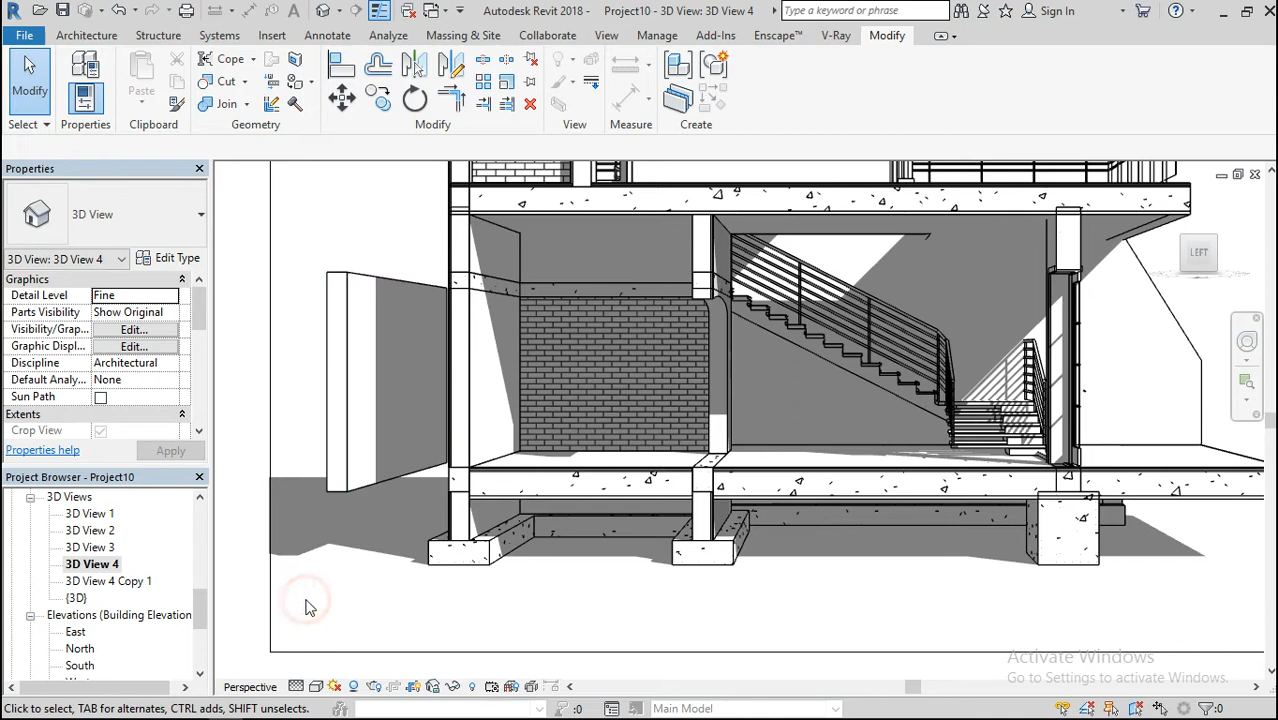 Autodesk Revit 2018 - Project10 - 3D View: 3D View 4
Type a keyword or phrase
Sign In
File Architecture Structure Systems Insert Annotate Analyze Massing & Site Collaborate View Manage Add-Ins Enscape™ V-Ray Modify
Modify Paste Cope
Cut
Join
Select Properties Clipboard Geometry Modify View Measure Create
Properties
3D View
3D View: 3D View 4 Edit Type
Graphics
Detail Level Fine
Parts Visibility Show Original
Visibility/Grap... Edit...
Graphic Displ... Edit...
Discipline Architectural
Default Analy... None
Sun Path
Extents
Crop View
Properties help Apply
Project Browser - Project10
3D Views
3D View 1
3D View 2
3D View 3
3D View 4
3D View 4 Copy 1
{3D}
Elevations (Building Elevation
East
North
South
LEFT
Activate Windows
Go to Settings to activate Windows.
Perspective
Click to select, TAB for alternates, CTRL adds, SHIFT unselects. :0 Main Model :0